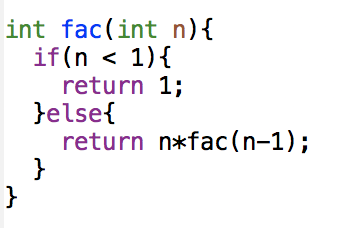 int fac(int n){
  if(n < 1){
    return 1;
  }else{
    return n*fac(n-1);
  }
}